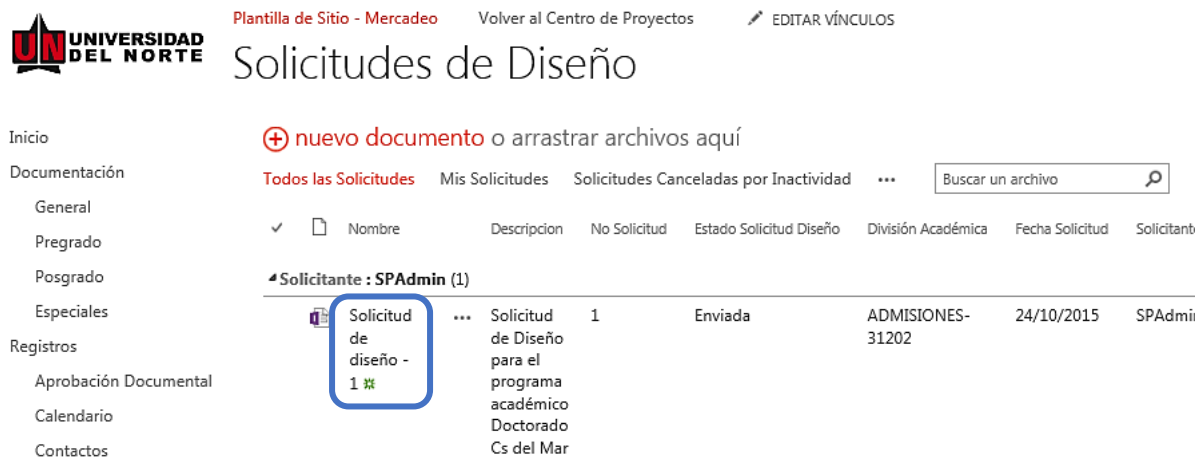 Plantilla de Sitio - Mercadeo Volver al Centro de Proyectos EDITAR VÍNCULOS
UNIVERSIDAD
DEL NORTE
Solicitudes de Diseño
Inicio
Documentación
General
Pregrado
Posgrado
Especiales
Registros
Aprobación Documental
Calendario
Contactos
nuevo documento o arrastrar archivos aquí
Todos las Solicitudes Mis Solicitudes Solicitudes Canceladas por Inactividad ... Buscar un archivo
Nombre Descripcion No Solicitud Estado Solicitud Diseño División Académica Fecha Solicitud Solicitante
Solicitante : SPAdmin (1)
Solicitud
de
diseño -
1
...
Solicitud
de Diseño
para el
programa
académico
Doctorado
Cs del Mar
1
Enviada
ADMISIONES-
31202
24/10/2015
SPAdmin